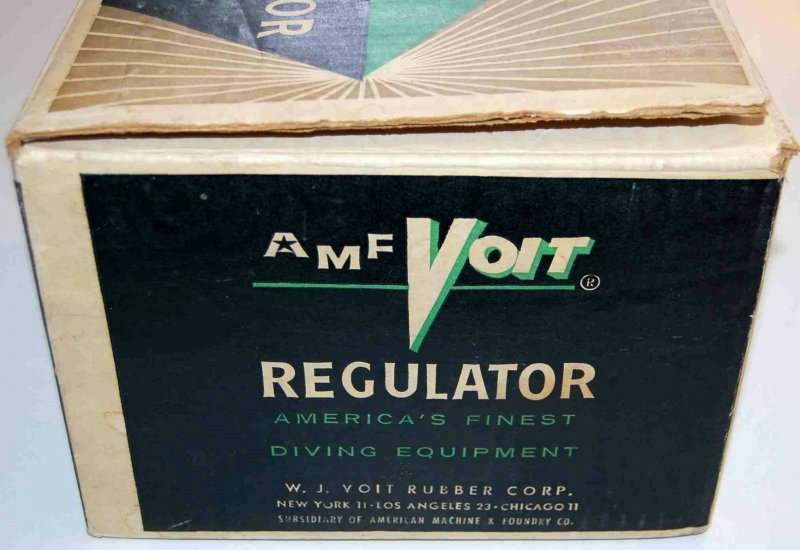 OR
AMF VOIT ®
REGULATOR
AMERICA'S FINEST
DIVING EQUIPMENT
W. J. VOIT RUBBER CORP.
NEW YORK 11 · LOS ANGELES 23 · CHICAGO 11
SUBSIDIARY OF AMERICAN MACHINE & FOUNDRY CO.